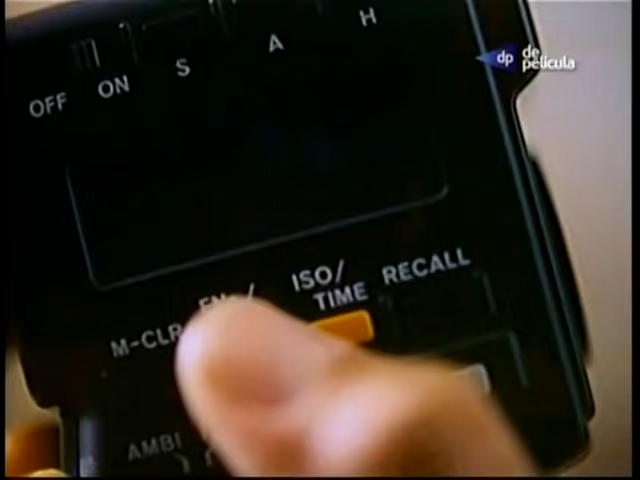 OFF ON S A H
dp de
película
ISO/
TIME RECALL
M-CLR
AMBI